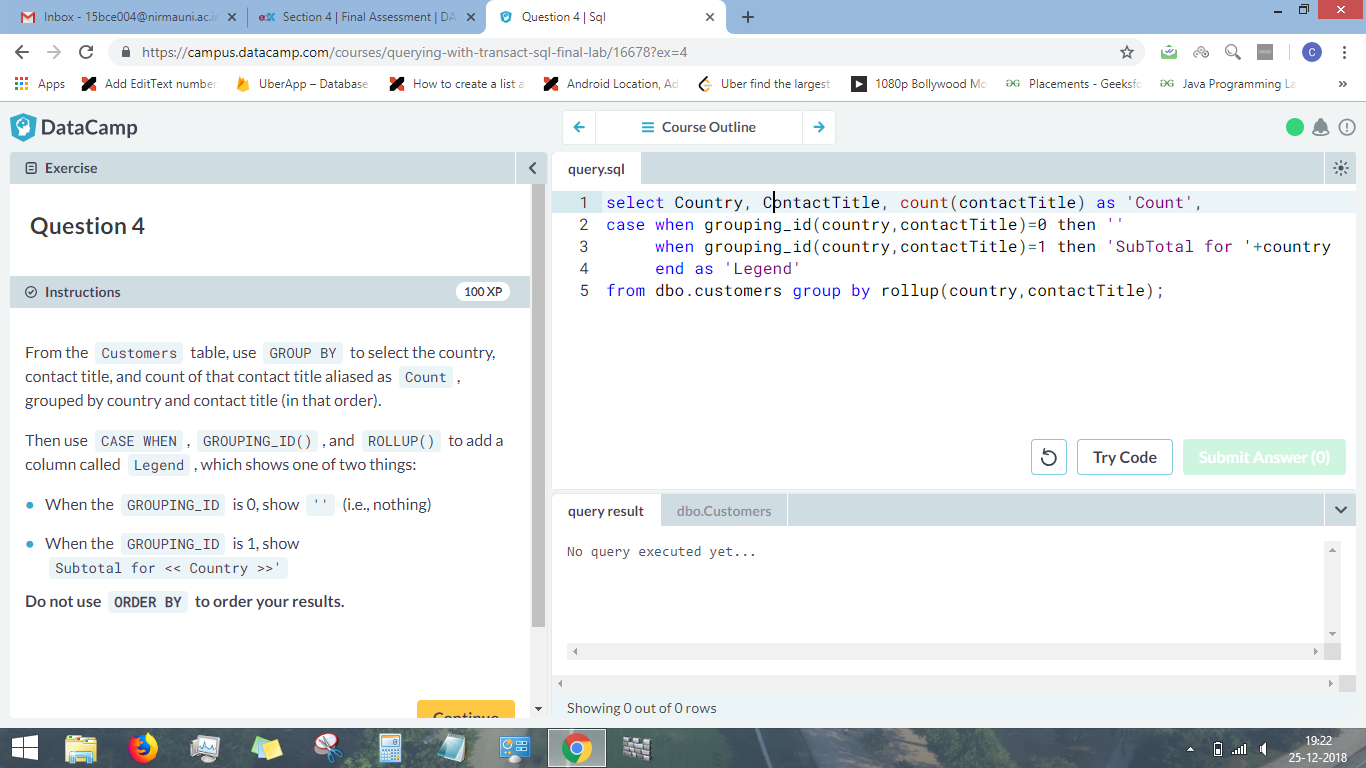 Inbox - 15bce004@nirmauni.ac.in
edX Section 4 | Final Assessment | DA
Question 4 | Sql
https://campus.datacamp.com/courses/querying-with-transact-sql-final-lab/16678?ex=4
C
Apps
Add EditText number
UberApp – Database
How to create a list a
Android Location, Ad
Uber find the largest
1080p Bollywood Mo
Placements - Geeksfo
Java Programming La
»
DataCamp
Course Outline
Exercise
Question 4
Instructions
100 XP
From the Customers table, use GROUP BY to select the country,
contact title, and count of that contact title aliased as Count ,
grouped by country and contact title (in that order).
Then use CASE WHEN , GROUPING_ID() , and ROLLUP() to add a
column called Legend , which shows one of two things:
When the GROUPING_ID is 0, show '' (i.e., nothing)
When the GROUPING_ID is 1, show
Subtotal for << Country >>'
Do not use ORDER BY to order your results.
Continue
query.sql
1 select Country, ContactTitle, count(contactTitle) as 'Count',
2 case when grouping_id(country,contactTitle)=0 then ''
3 when grouping_id(country,contactTitle)=1 then 'SubTotal for '+country
4 end as 'Legend'
5 from dbo.customers group by rollup(country,contactTitle);
Try Code
Submit Answer (0)
query result
dbo.Customers
No query executed yet...
Showing 0 out of 0 rows
19:22
25-12-2018